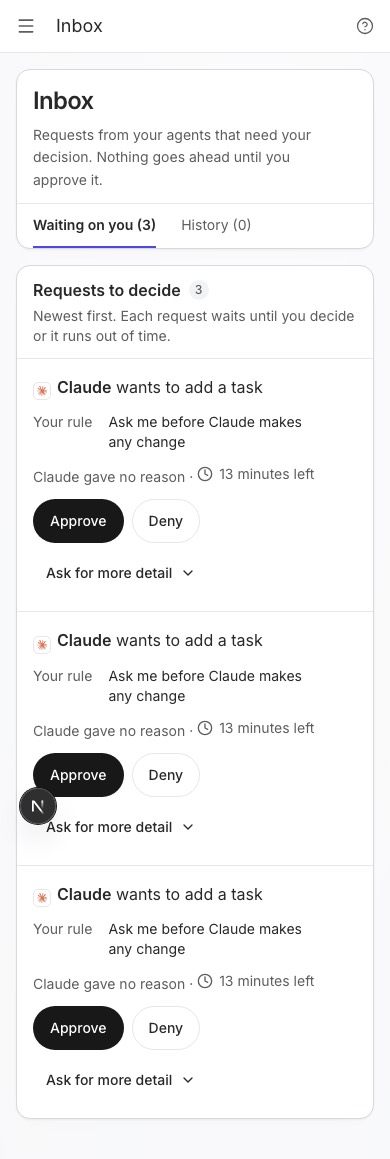 Inbox
Inbox
Requests from your agents that need your
decision. Nothing goes ahead until you
approve it.
Waiting on you (3) History (0)
Requests to decide 3
Newest first. Each request waits until you decide
or it runs out of time.
Claude wants to add a task
Your rule Ask me before Claude makes
any change
Claude gave no reason · 13 minutes left
Approve Deny
Ask for more detail
Claude wants to add a task
Your rule Ask me before Claude makes
any change
Claude gave no reason · 13 minutes left
Approve Deny
N
Ask for more detail
Claude wants to add a task
Your rule Ask me before Claude makes
any change
Claude gave no reason · 13 minutes left
Approve Deny
Ask for more detail